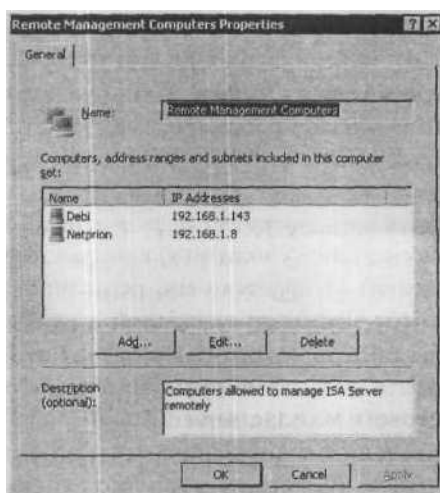 Remote Management Computers Properties
General
Name: Remote Management Computers
Computers, address ranges and subnets included in this computer
set:
Name IP Addresses
Debi 192.168.1.143
Netprion 192.168.1.8
Add... Edit... Delete
Description
(optional):
Computers allowed to manage ISA Server
remotely
OK Cancel Apply